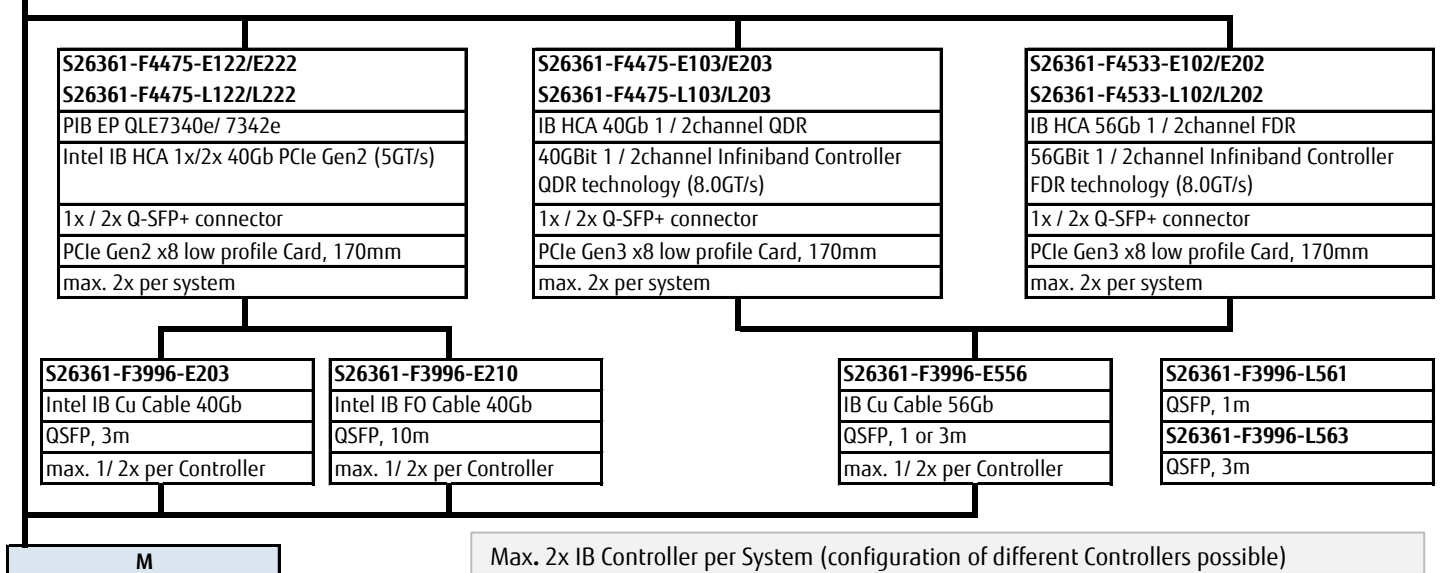 S26361-F4475-E122/E222
S26361-F4475-L122/L222
PIB EP QLE7340e/ 7342e
Intel IB HCA 1x/2x 40Gb PCIe Gen2 (5GT/s)
1x / 2x Q-SFP+ connector
PCIe Gen2 x8 low profile Card, 170mm
max. 2x per system
S26361-F4475-E103/E203
S26361-F4475-L103/L203
IB HCA 40Gb 1 / 2channel QDR
40GBit 1 / 2channel Infiniband Controller
QDR technology (8.0GT/s)
1x / 2x Q-SFP+ connector
PCIe Gen3 x8 low profile Card, 170mm
max. 2x per system
S26361-F4533-E102/E202
S26361-F4533-L102/L202
IB HCA 56Gb 1 / 2channel FDR
56GBit 1 / 2channel Infiniband Controller
FDR technology (8.0GT/s)
1x / 2x Q-SFP+ connector
PCIe Gen3 x8 low profile Card, 170mm
max. 2x per system
S26361-F3996-E203
Intel IB Cu Cable 40Gb
QSFP, 3m
max. 1/ 2x per Controller
S26361-F3996-E210
Intel IB FO Cable 40Gb
QSFP, 10m
max. 1/ 2x per Controller
S26361-F3996-E556
IB Cu Cable 56Gb
QSFP, 1 or 3m
max. 1/ 2x per Controller
S26361-F3996-L561
QSFP, 1m
S26361-F3996-L563
QSFP, 3m
M
Max. 2x IB Controller per System (configuration of different Controllers possible)